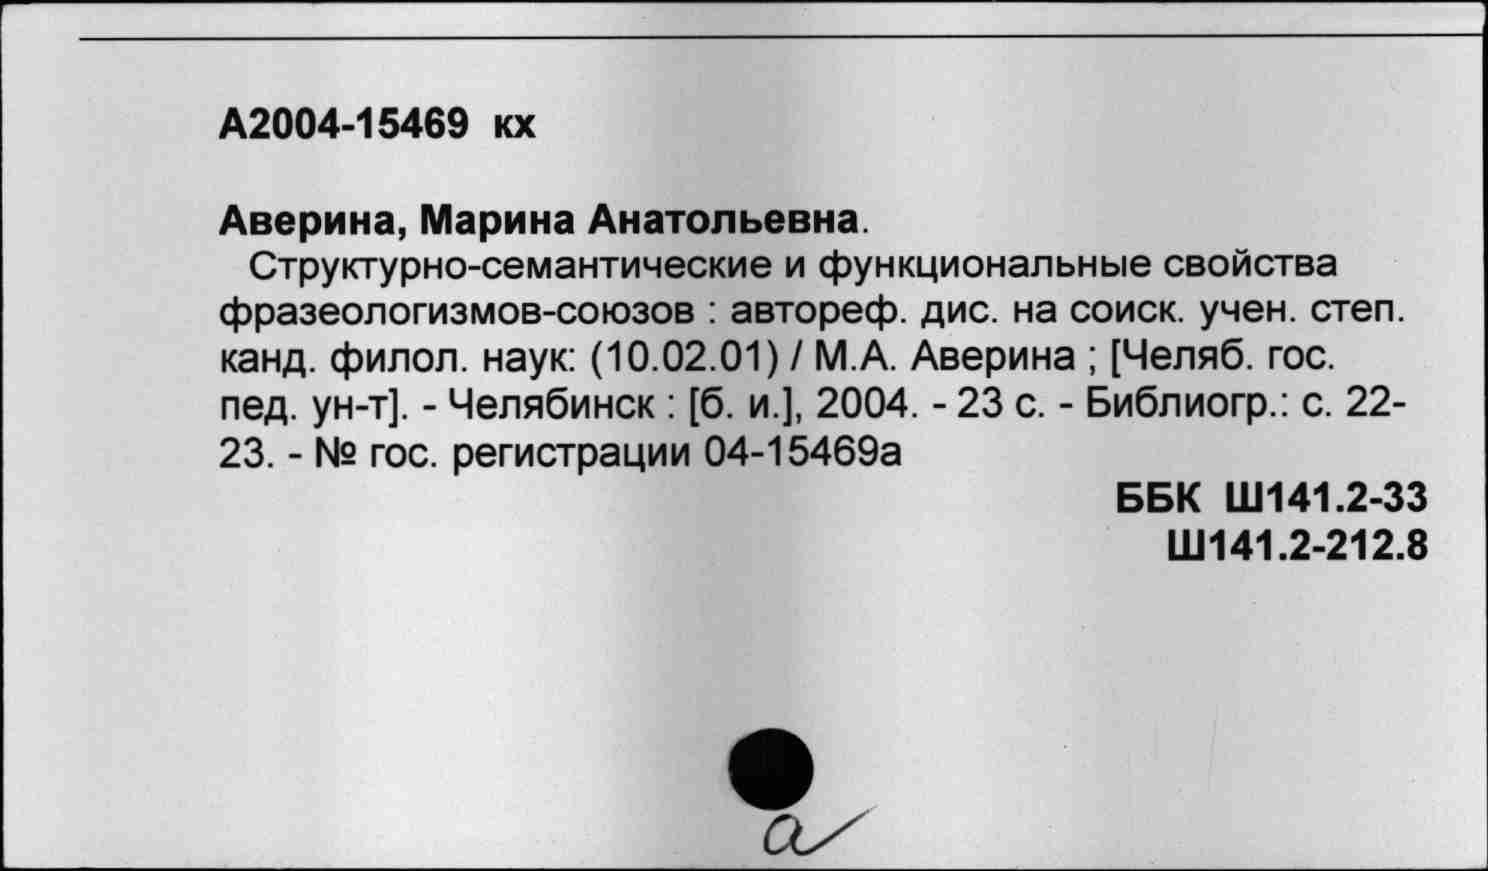 А2004-15469 кх
Аверина, Марина Анатольевна.
Структурно-семантические и функциональные свойства
фразеологизмов-союзов : автореф. дис. на соиск. учен. степ.
канд. филол. наук: (10.02.01) / М.А. Аверина ; [Челяб. гос.
пед. ун-т]. - Челябинск : [б. и.], 2004. - 23 с. - Библиогр.: с. 22-
23. - № гос. регистрации 04-15469а
ББК Ш141.2-33
Ш141.2-212.8
а